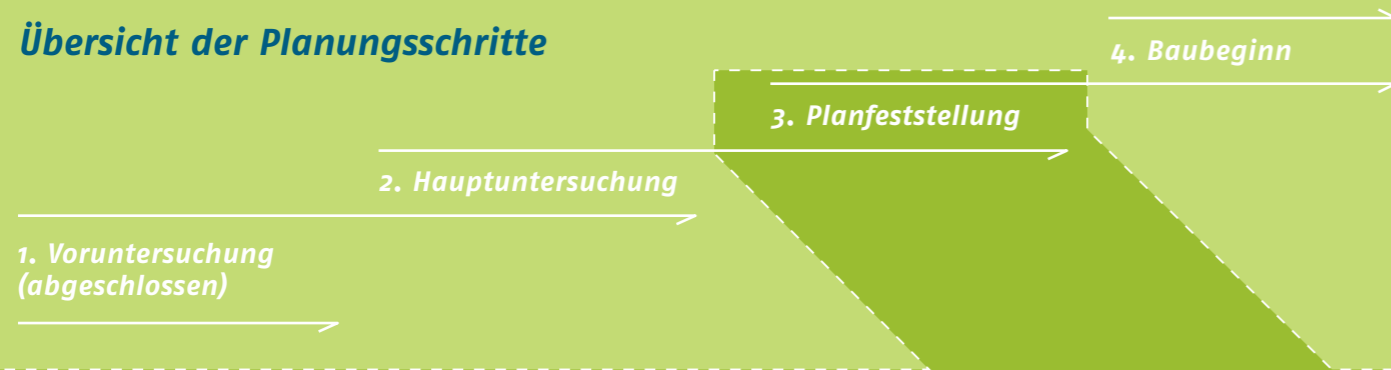 Übersicht der Planungsschritte
4. Baubeginn
3. Planfeststellung
2. Hauptuntersuchung
1. Voruntersuchung
(abgeschlossen)